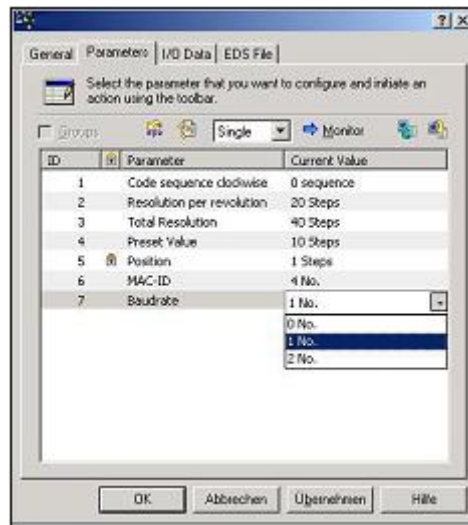 General Parameters I/O Data EDS File
Select the parameter that you want to configure and initiate an
action using the toolbar.
Groups Single Monitor
ID Parameter Current Value
1 Code sequence clockwise 0 sequence
2 Resolution per revolution 20 Steps
3 Total Resolution 40 Steps
4 Preset Value 10 Steps
5 Position 1 Steps
6 MAC-ID 4 No.
7 Baudrate 1 No.
0 No.
1 No.
2 No.
OK Abbrechen Übernehmen Hilfe